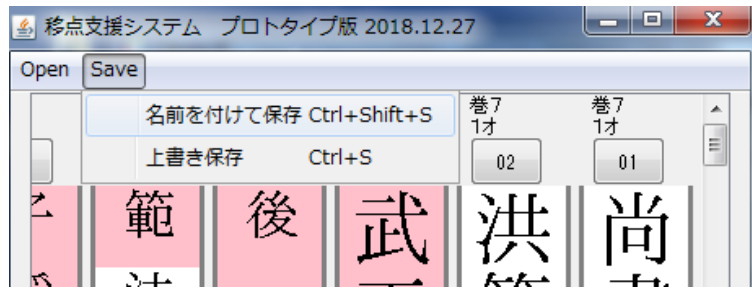 移点支援システム　プロトタイプ版 2018.12.27
Open Save
名前を付けて保存 Ctrl+Shift+S
上書き保存 Ctrl+S
巻7
1オ
02
巻7
1オ
01
尚
洪
武
後
範